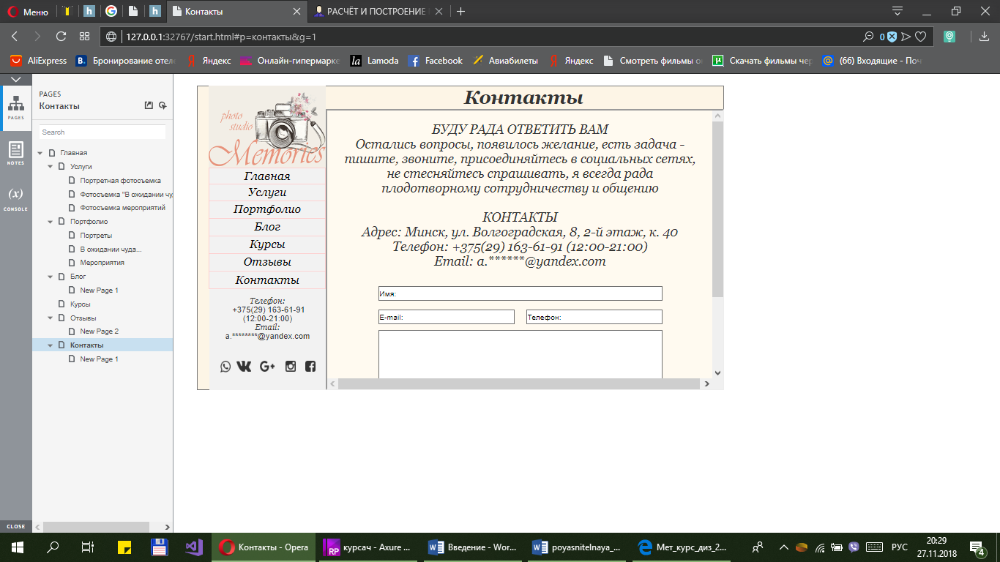 Меню
Контакты
РАСЧЁТ И ПОСТРОЕНИЕ
127.0.0.1:32767/start.html#p=контакты&g=1
0
AliExpress
Бронирование отеле
Яндекс
Онлайн-гипермарке
Lamoda
Facebook
Авиабилеты
Яндекс
Смотреть фильмы о
Скачать фильмы чер
(66) Входящие - Поч
PAGES
NOTES
(x)
CONSOLE
CLOSE
PAGES
Контакты
Search
Главная
Услуги
Портретная фотосъемка
Фотосъемка "В ожидании чу
Фотосъемка мероприятий
Портфолио
Портреты
В ожидании чуда...
Мероприятия
Блог
New Page 1
Курсы
Отзывы
New Page 2
Контакты
New Page 1
photo
studio
Memories
Главная
Услуги
Портфолио
Блог
Курсы
Отзывы
Контакты
Телефон:
+375(29) 163-61-91
(12:00-21:00)
Email:
a.********@yandex.com
Контакты
БУДУ РАДА ОТВЕТИТЬ ВАМ
Остались вопросы, появилось желание, есть задача -
пишите, звоните, присоединяйтесь в социальных сетях,
не стесняйтесь спрашивать, я всегда рада
плодотворному сотрудничеству и общению
КОНТАКТЫ
Адрес: Минск, ул. Волгоградская, 8, 2-й этаж, к. 40
Телефон: +375(29) 163-61-91 (12:00-21:00)
Email: a.******@yandex.com
Имя:
E-mail:
Телефон:
Контакты - Opera
курсач - Axure ...
Введение - Wor...
poyasnitelnaya_...
Мет_курс_диз_2...
РУС
20:29
27.11.2018
4